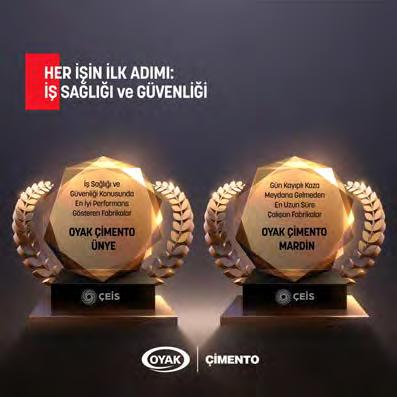 HER İŞİN İLK ADIMI:
İŞ SAĞLIĞI ve GÜVENLİĞİ
İş Sağlığı ve
Güvenliği Konusunda
En İyi Performans
Gösteren Fabrikalar
OYAK ÇİMENTO
ÜNYE
ÇEİS
Gün Kayıplı Kaza
Meydana Gelmeden
En Uzun Süre
Çalışan Fabrikalar
OYAK ÇİMENTO
MARDİN
ÇEİS
OYAK ÇİMENTO